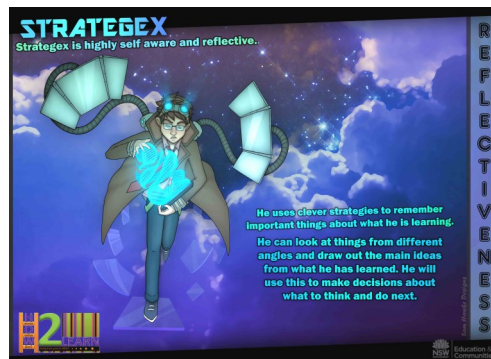 STRATEGEX
Strategex is highly self aware and reflective..
REFLECTIVENESS
He uses clever strategies to remember
important things about what he is learning.
He can look at things from different
angles and draw out the main ideas
from what he has learned. He will
use this to make decisions about
what to think and do next.
H2
LEARN
NSW
Education &
Communities